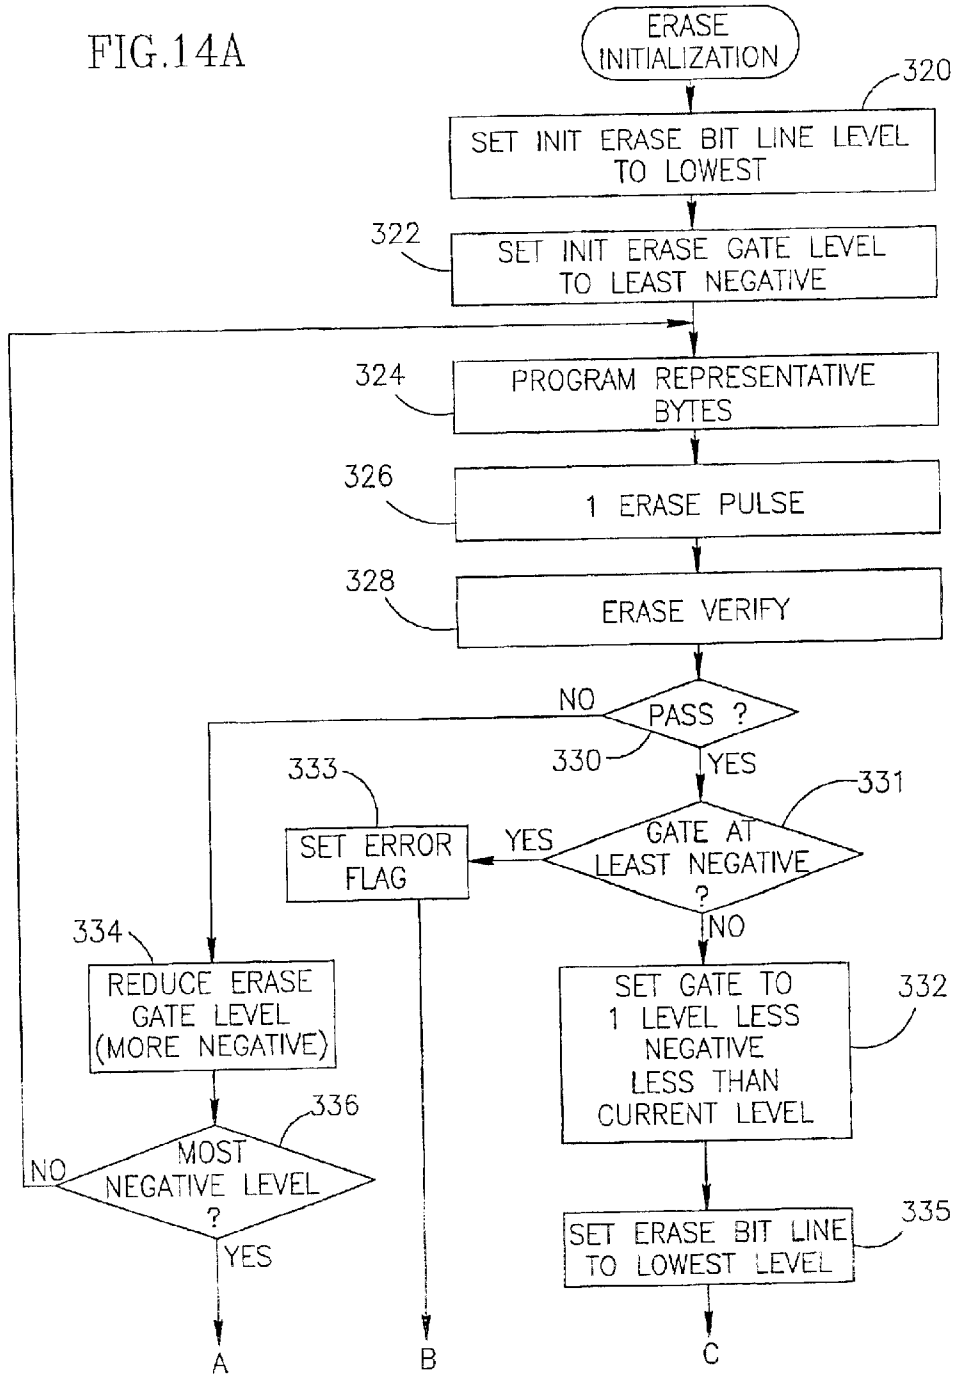 FIG.14A
ERASE
INITIALIZATION
320
SET INIT ERASE BIT LINE LEVEL
TO LOWEST
322
SET INIT ERASE GATE LEVEL
TO LEAST NEGATIVE
324
PROGRAM REPRESENTATIVE
BYTES
326
1 ERASE PULSE
328
ERASE VERIFY
NO
PASS ?
330
YES
333
331
SET ERROR
FLAG
YES
GATE AT
LEAST NEGATIVE
?
NO
334
REDUCE ERASE
GATE LEVEL
(MORE NEGATIVE)
332
SET GATE TO
1 LEVEL LESS
NEGATIVE
LESS THAN
CURRENT LEVEL
336
NO
MOST
NEGATIVE LEVEL
?
YES
335
SET ERASE BIT LINE
TO LOWEST LEVEL
A
B
C